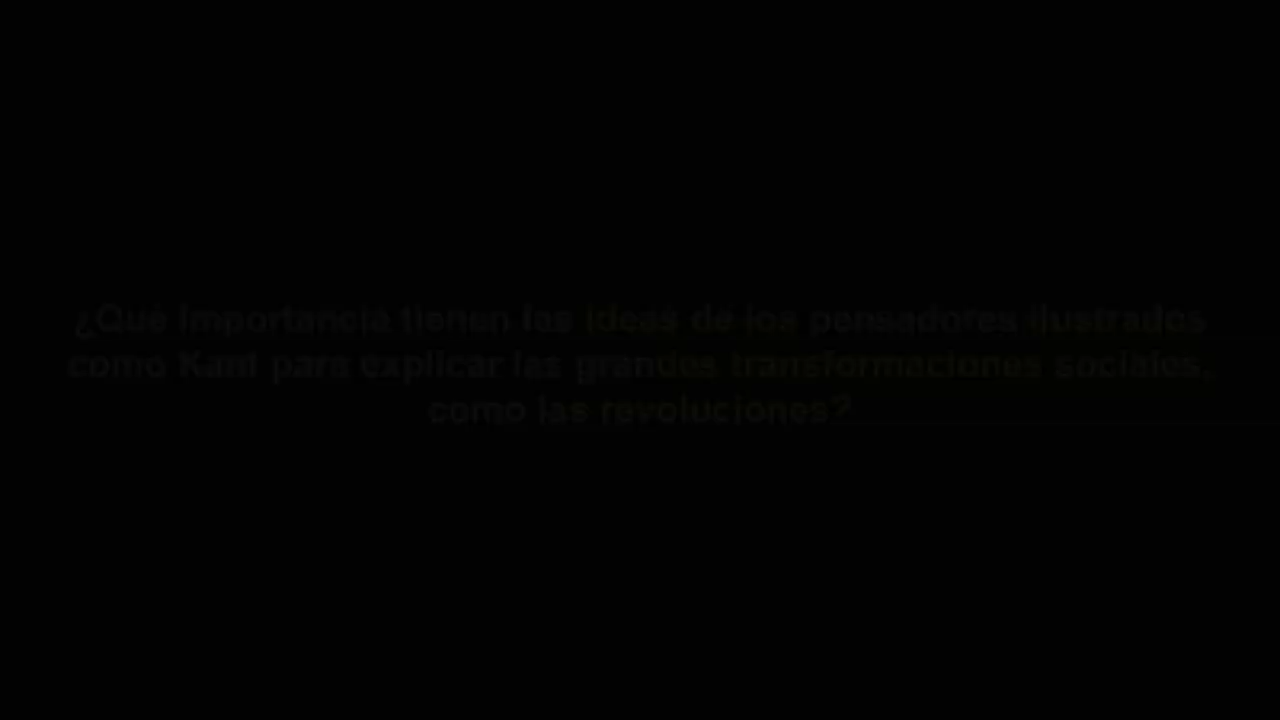 ¿Qué importancia tienen las ideas de los pensadores ilustrados
como Kant para explicar las grandes transformaciones sociales,
como las revoluciones?